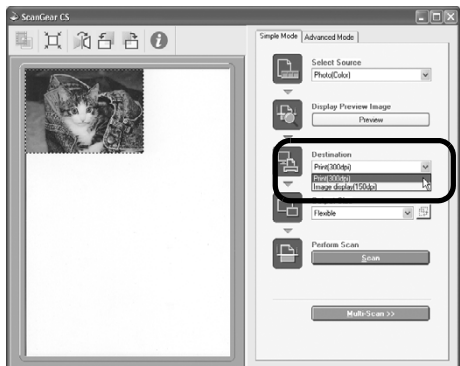 ScanGear CS
Simple Mode
Advanced Mode
Select Source
Photo(Color)
Display Preview Image
Preview
Destination
Print(300dpi)
Print(300dpi)
Image display(150dpi)
Flexible
Perform Scan
Scan
Multi-Scan >>